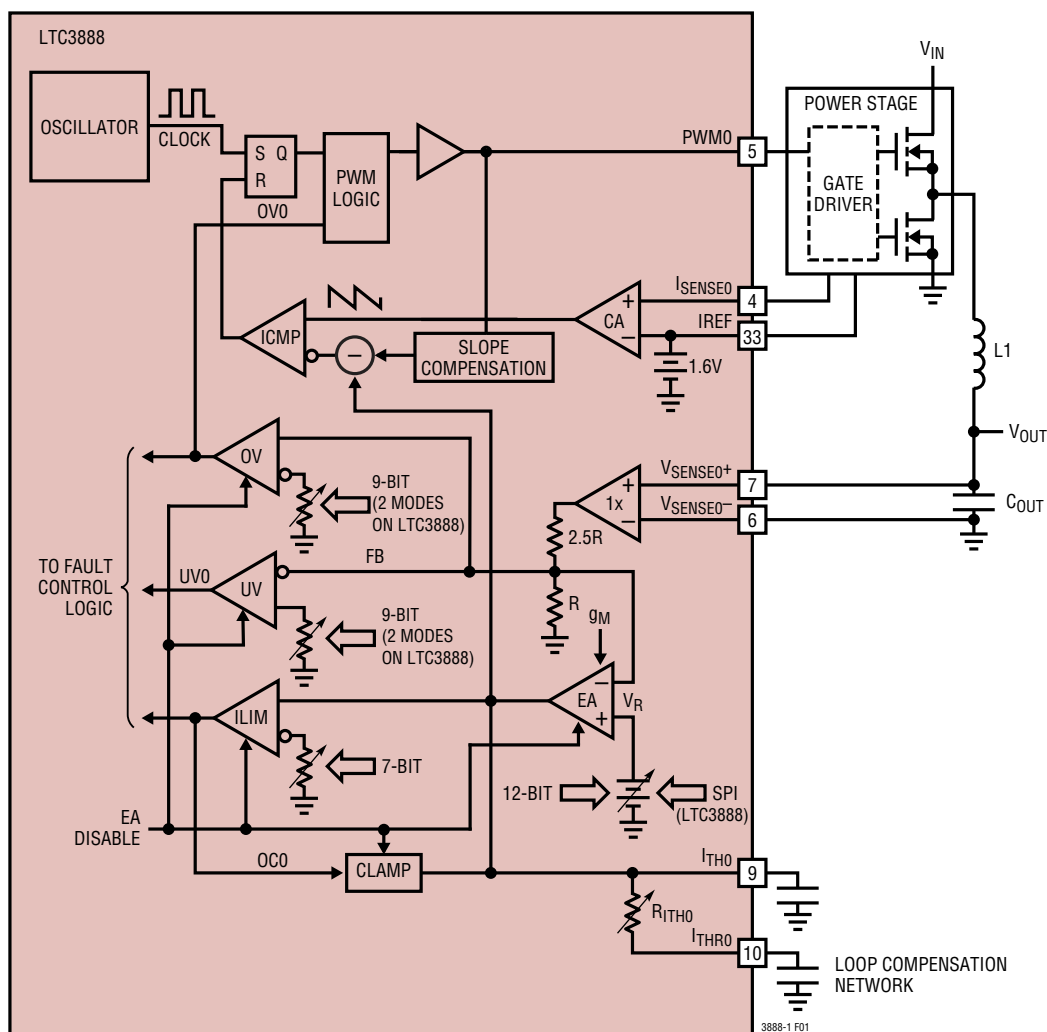 LTC3888
OSCILLATOR
CLOCK
S Q
R
PWM
LOGIC
OV0
PWM0
5
V_IN
POWER STAGE
GATE
DRIVER
ICMP
–
SLOPE
COMPENSATION
CA
+
–
I_SENSE0
4
IREF
33
1.6V
L1
V_OUT
C_OUT
OV
9-BIT
(2 MODES
ON LTC3888)
1x
+
–
V_SENSE0+
7
V_SENSE0–
6
2.5R
FB
R
TO FAULT
CONTROL
LOGIC
UV0
UV
9-BIT
(2 MODES
ON LTC3888)
g_M
EA
–
+
V_R
ILIM
7-BIT
12-BIT
SPI
(LTC3888)
EA
DISABLE
OC0
CLAMP
I_TH0
9
R_ITH0
I_THR0
10
LOOP COMPENSATION
NETWORK
3888-1 F01